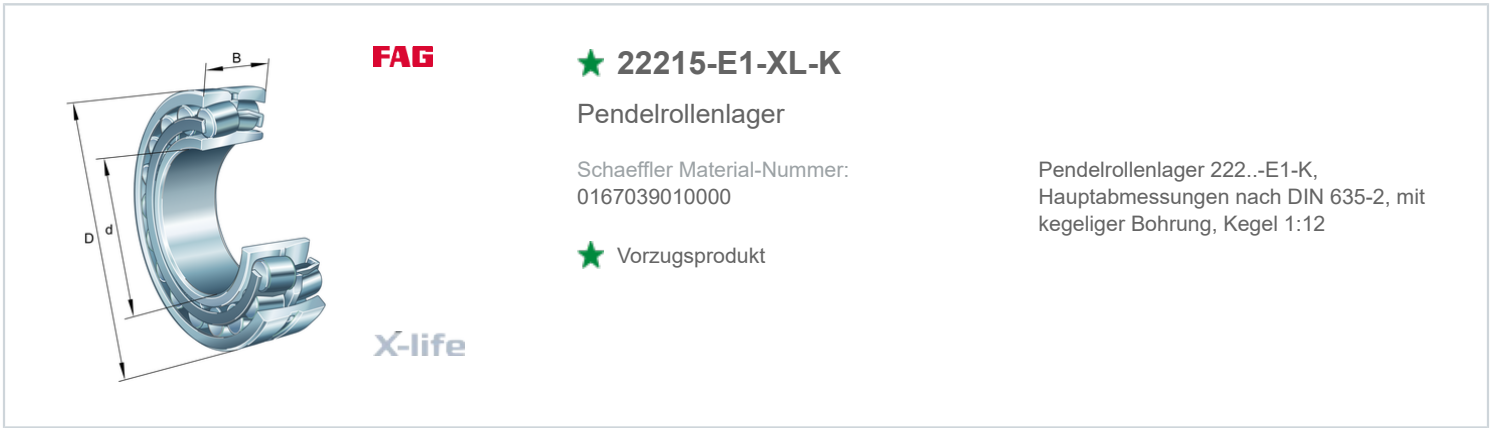 B
D
d
FAG
X-life
22215-E1-XL-K
Pendelrollenlager
Schaeffler Material-Nummer:
0167039010000
Vorzugsprodukt
Pendelrollenlager 222..-E1-K,
Hauptabmessungen nach DIN 635-2, mit
kegeliger Bohrung, Kegel 1:12